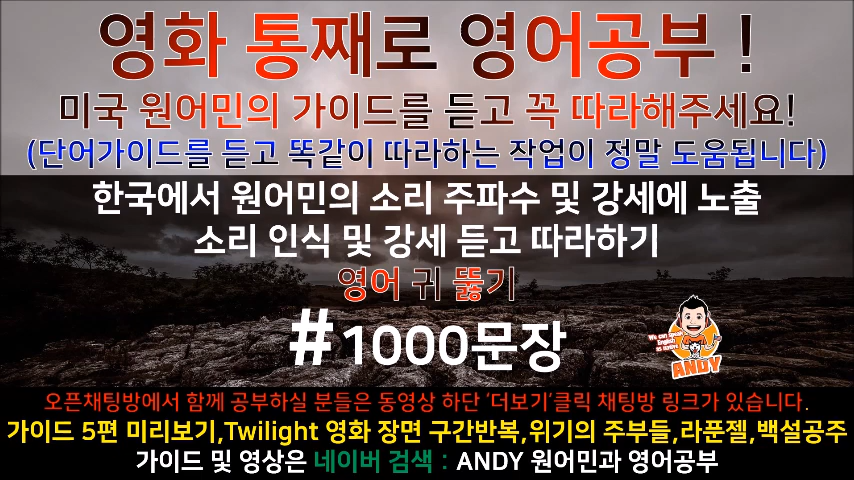 영화 통째로 영어공부 !
미국 원어민의 가이드를 듣고 꼭 따라해주세요!
(단어가이드를 듣고 똑같이 따라하는 작업이 정말 도움됩니다)
한국에서 원어민의 소리 주파수 및 강세에 노출
소리 인식 및 강세 듣고 따라하기
영어 귀 뚫기
#1000문장
We can speak
English
as native
ANDY
오픈채팅방에서 함께 공부하실 분들은 동영상 하단 '더보기'클릭 채팅방 링크가 있습니다.
가이드 5편 미리보기,Twilight 영화 장면 구간반복,위기의 주부들,라푼젤,백설공주
가이드 및 영상은 네이버 검색 : ANDY 원어민과 영어공부